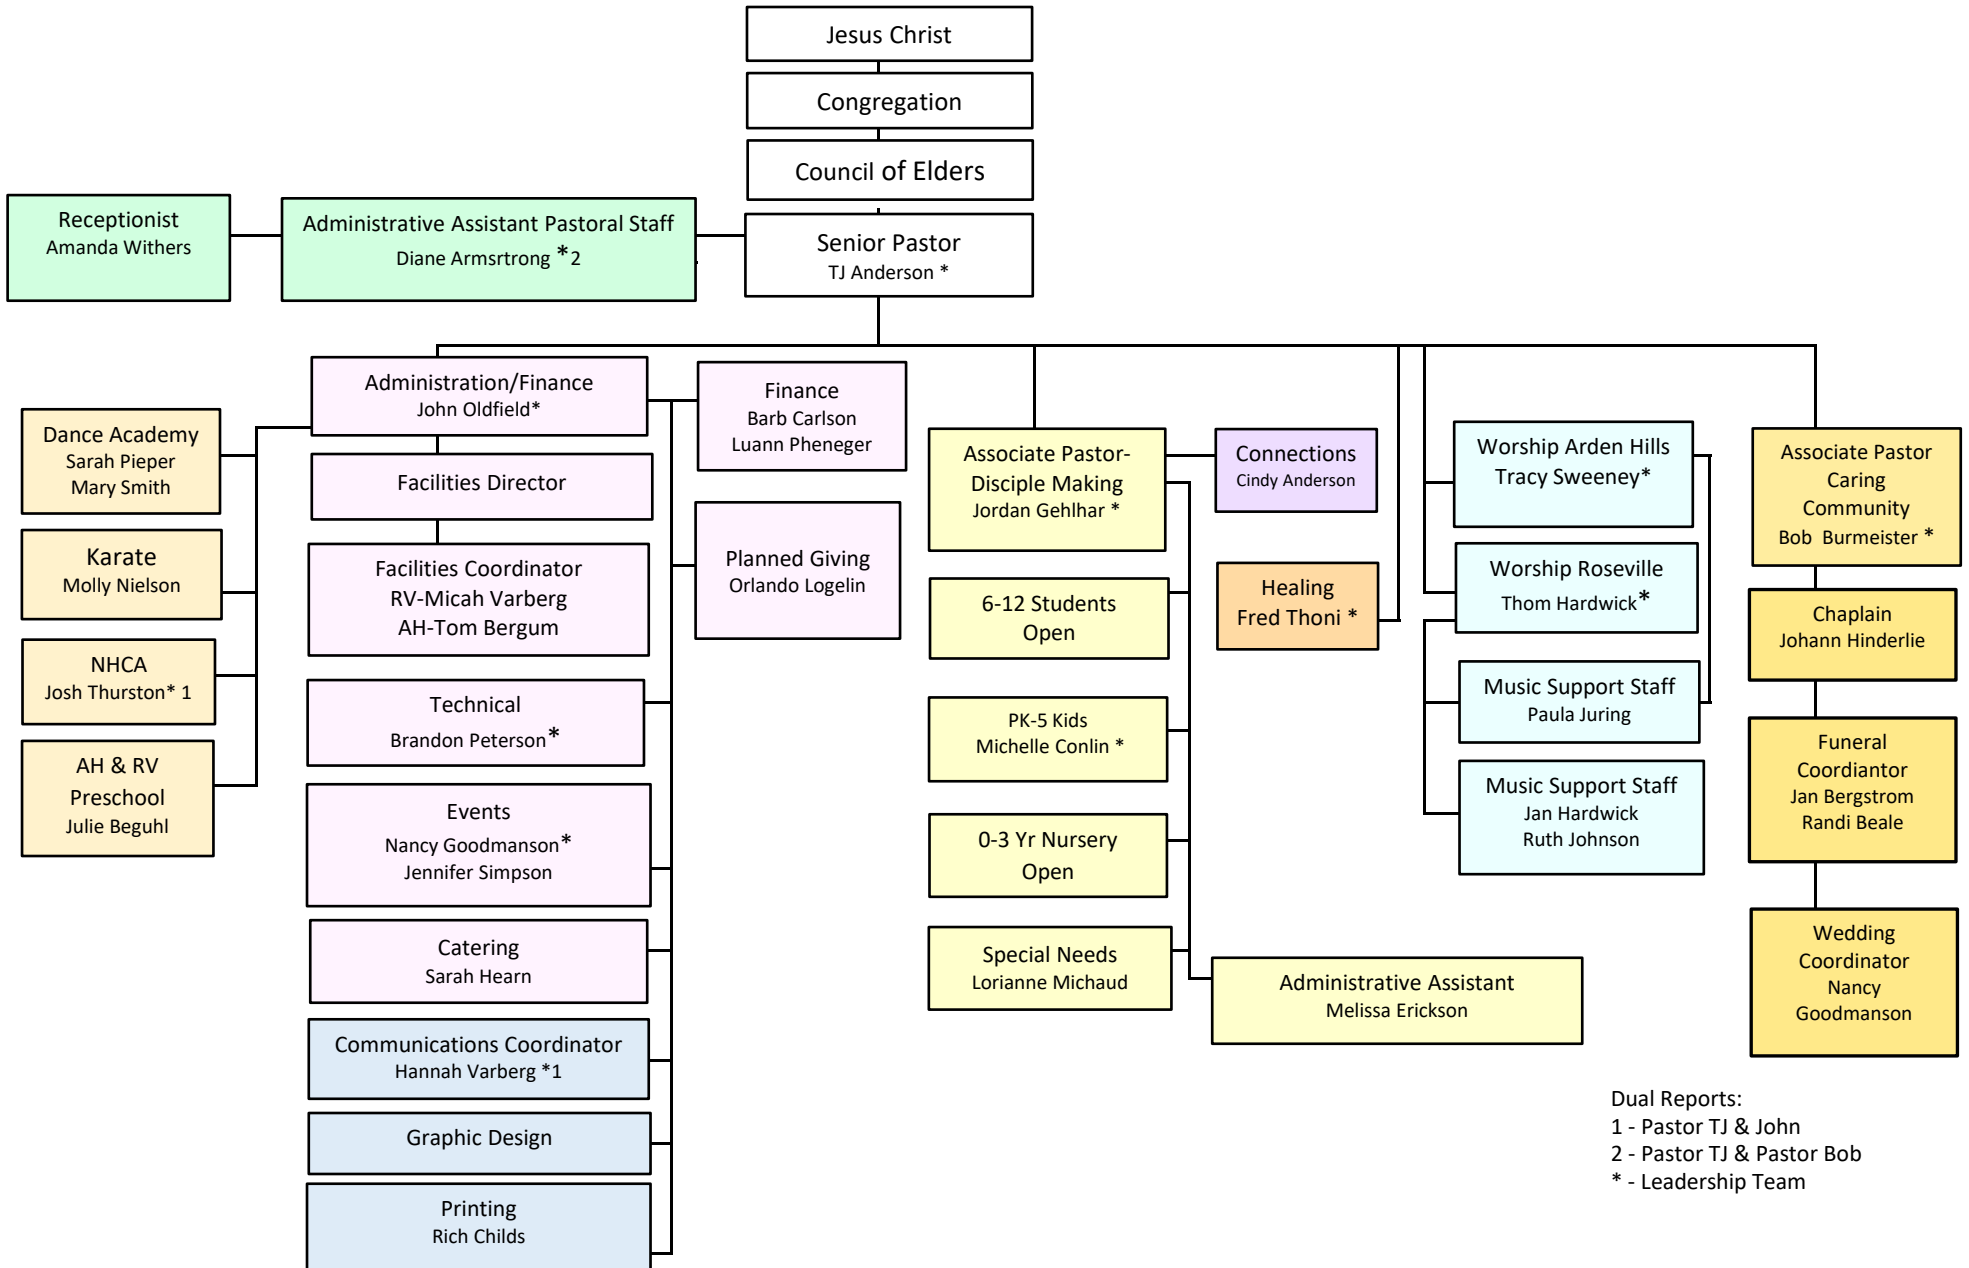 Jesus Christ
Congregation
Council of Elders
Senior Pastor
TJ Anderson *
Receptionist
Amanda Withers
Administrative Assistant Pastoral Staff
Diane Armsrtrong *2
Administration/Finance
John Oldfield*
Finance
Barb Carlson
Luann Pheneger
Dance Academy
Sarah Pieper
Mary Smith
Karate
Molly Nielson
NHCA
Josh Thurston* 1
AH & RV
Preschool
Julie Beguhl
Facilities Director
Facilities Coordinator
RV-Micah Varberg
AH-Tom Bergum
Planned Giving
Orlando Logelin
Technical
Brandon Peterson*
Events
Nancy Goodmanson*
Jennifer Simpson
Catering
Sarah Hearn
Communications Coordinator
Hannah Varberg *1
Graphic Design
Printing
Rich Childs
Associate Pastor-
Disciple Making
Jordan Gehlhar *
Connections
Cindy Anderson
6-12 Students
Open
Healing
Fred Thoni *
PK-5 Kids
Michelle Conlin *
0-3 Yr Nursery
Open
Special Needs
Lorianne Michaud
Administrative Assistant
Melissa Erickson
Worship Arden Hills
Tracy Sweeney*
Worship Roseville
Thom Hardwick*
Music Support Staff
Paula Juring
Music Support Staff
Jan Hardwick
Ruth Johnson
Associate Pastor
Caring
Community
Bob Burmeister *
Chaplain
Johann Hinderlie
Funeral
Coordiantor
Jan Bergstrom
Randi Beale
Wedding
Coordinator
Nancy
Goodmanson
Dual Reports:
1 - Pastor TJ & John
2 - Pastor TJ & Pastor Bob
* - Leadership Team